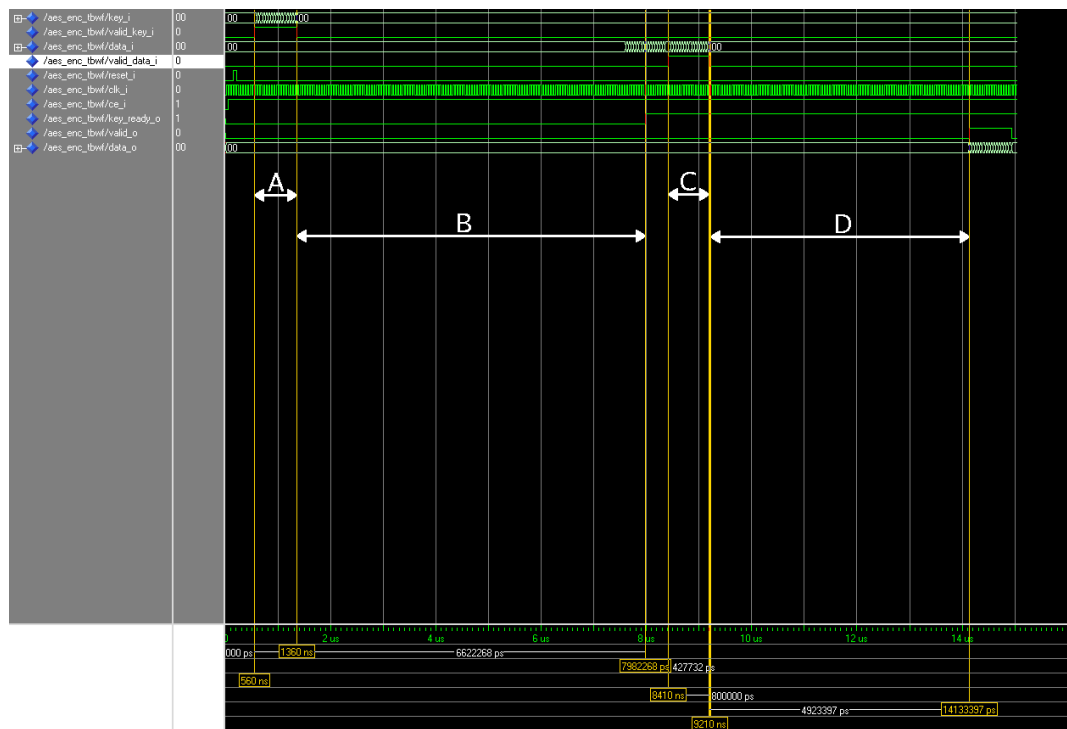 /aes_enc_tbwf/key_i 00 00 00
/aes_enc_tbwf/valid_key_i 0
/aes_enc_tbwf/data_i 00 00 00
/aes_enc_tbwf/valid_data_i 0
/aes_enc_tbwf/reset_i 0
/aes_enc_tbwf/clk_i 0
/aes_enc_tbwf/ce_i 1
/aes_enc_tbwf/key_ready_o 1
/aes_enc_tbwf/valid_o 0
/aes_enc_tbwf/data_o 00 00
A C
B D
0 2 us 4 us 6 us 8 us 10 us 12 us 14 us
000 ps 1360 ns 6622268 ps
7982268 ps 427732 ps
560 ns
8410 ns 800000 ps
4923397 ps 14133397 ps
9210 ns